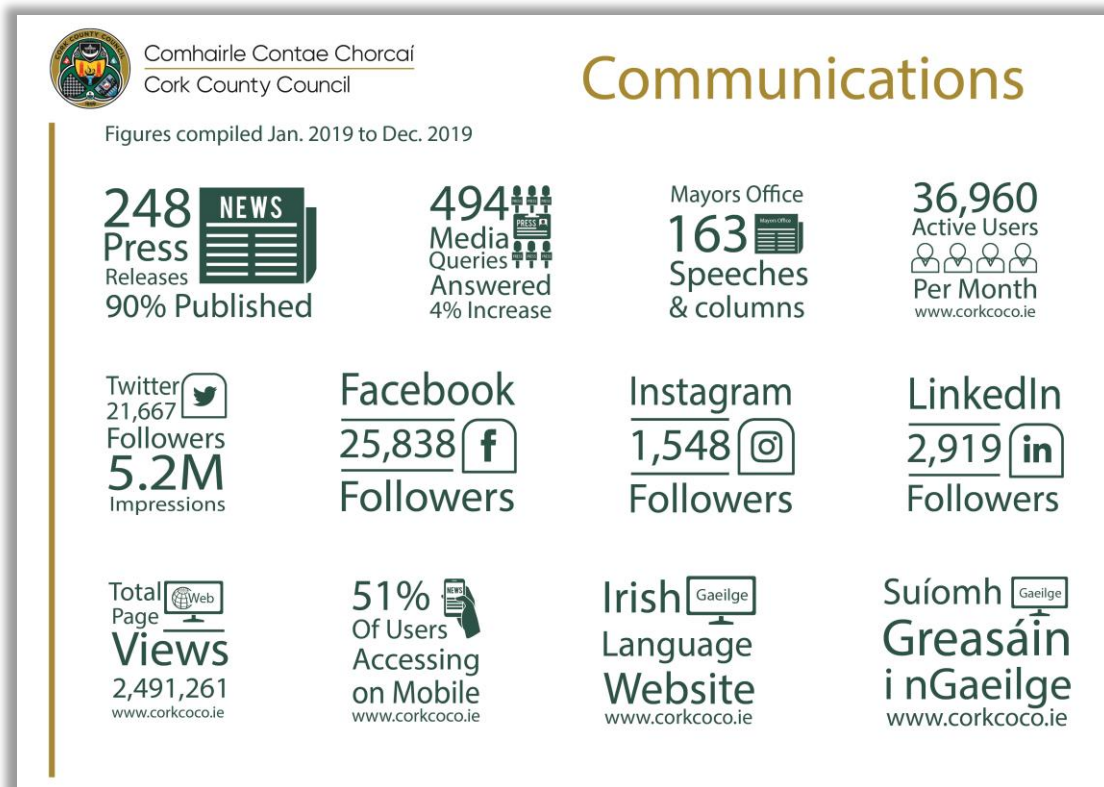 CORK COUNTY COUNCIL
Comhairle Contae Chorcaí
Cork County Council
Communications
Figures compiled Jan. 2019 to Dec. 2019
248
NEWS
Press
Releases
90% Published
494
PRESS
Media
Queries
Answered
4% Increase
Mayors Office
163
Mayors Office
Speeches
& columns
36,960
Active Users
Per Month
www.corkcoco.ie
Twitter
21,667
Followers
5.2M
Impressions
Facebook
25,838 f
Followers
Instagram
1,548
Followers
LinkedIn
2,919 in
Followers
Total
Web
Page
Views
2,491,261
www.corkcoco.ie
51%
NEWS
Of Users
Accessing
on Mobile
www.corkcoco.ie
Irish Gaeilge
Language
Website
www.corkcoco.ie
Suíomh Gaeilge
Greasáin
i nGaeilge
www.corkcoco.ie